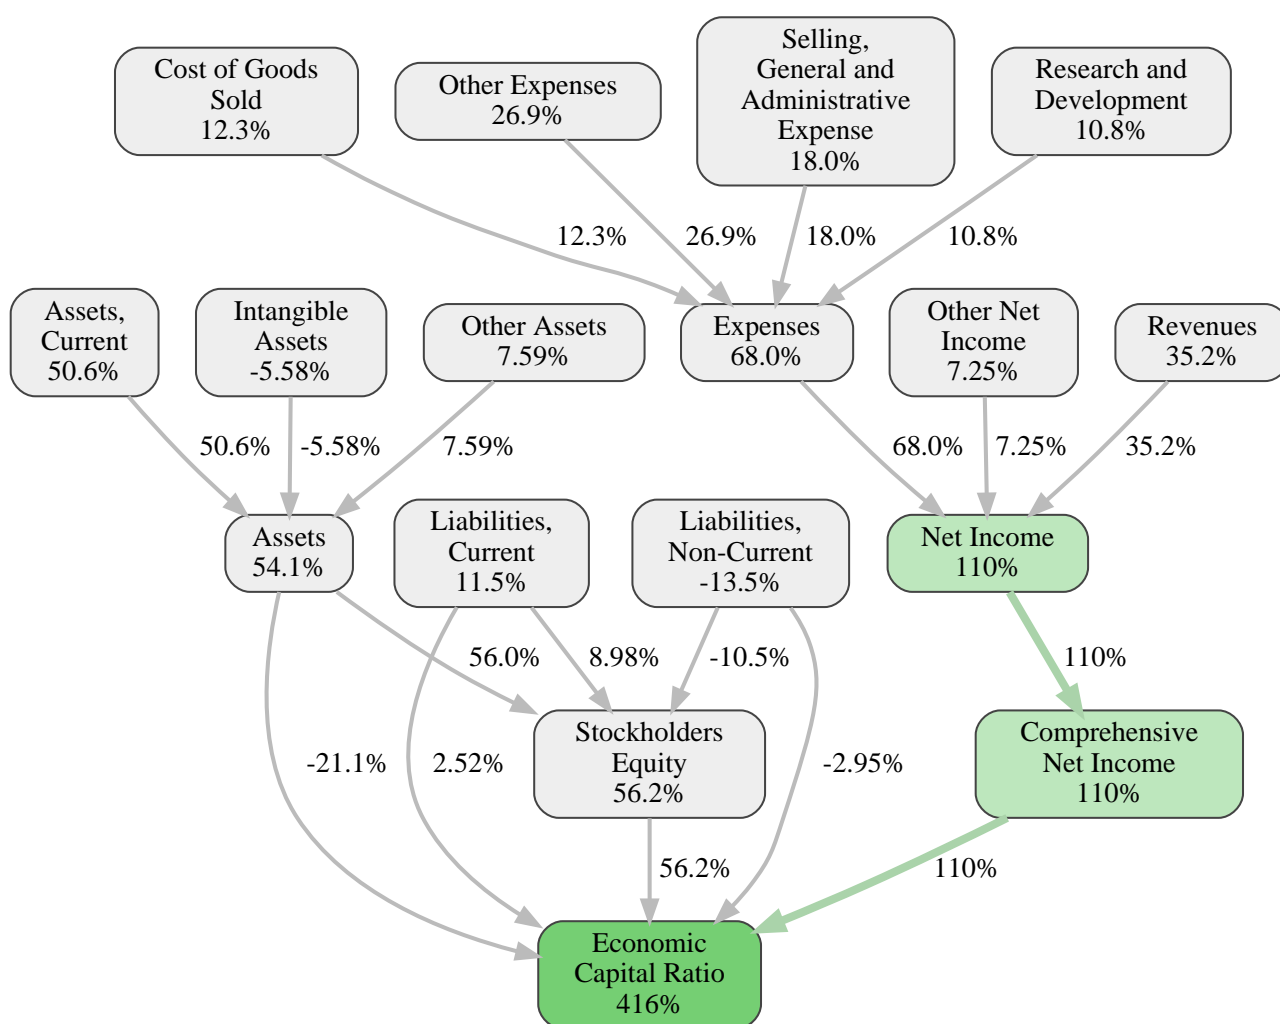 Cost of Goods
Sold
12.3%
Other Expenses
26.9%
Selling,
General and
Administrative
Expense
18.0%
Research and
Development
10.8%
12.3%
26.9%
18.0%
10.8%
Assets,
Current
50.6%
Intangible
Assets
-5.58%
Other Assets
7.59%
Expenses
68.0%
Other Net
Income
7.25%
Revenues
35.2%
50.6%
-5.58%
7.59%
68.0%
7.25%
35.2%
Assets
54.1%
Liabilities,
Current
11.5%
Liabilities,
Non-Current
-13.5%
Net Income
110%
56.0%
8.98%
-10.5%
110%
Stockholders
Equity
56.2%
Comprehensive
Net Income
110%
-21.1%
2.52%
-2.95%
56.2%
110%
Economic
Capital Ratio
416%